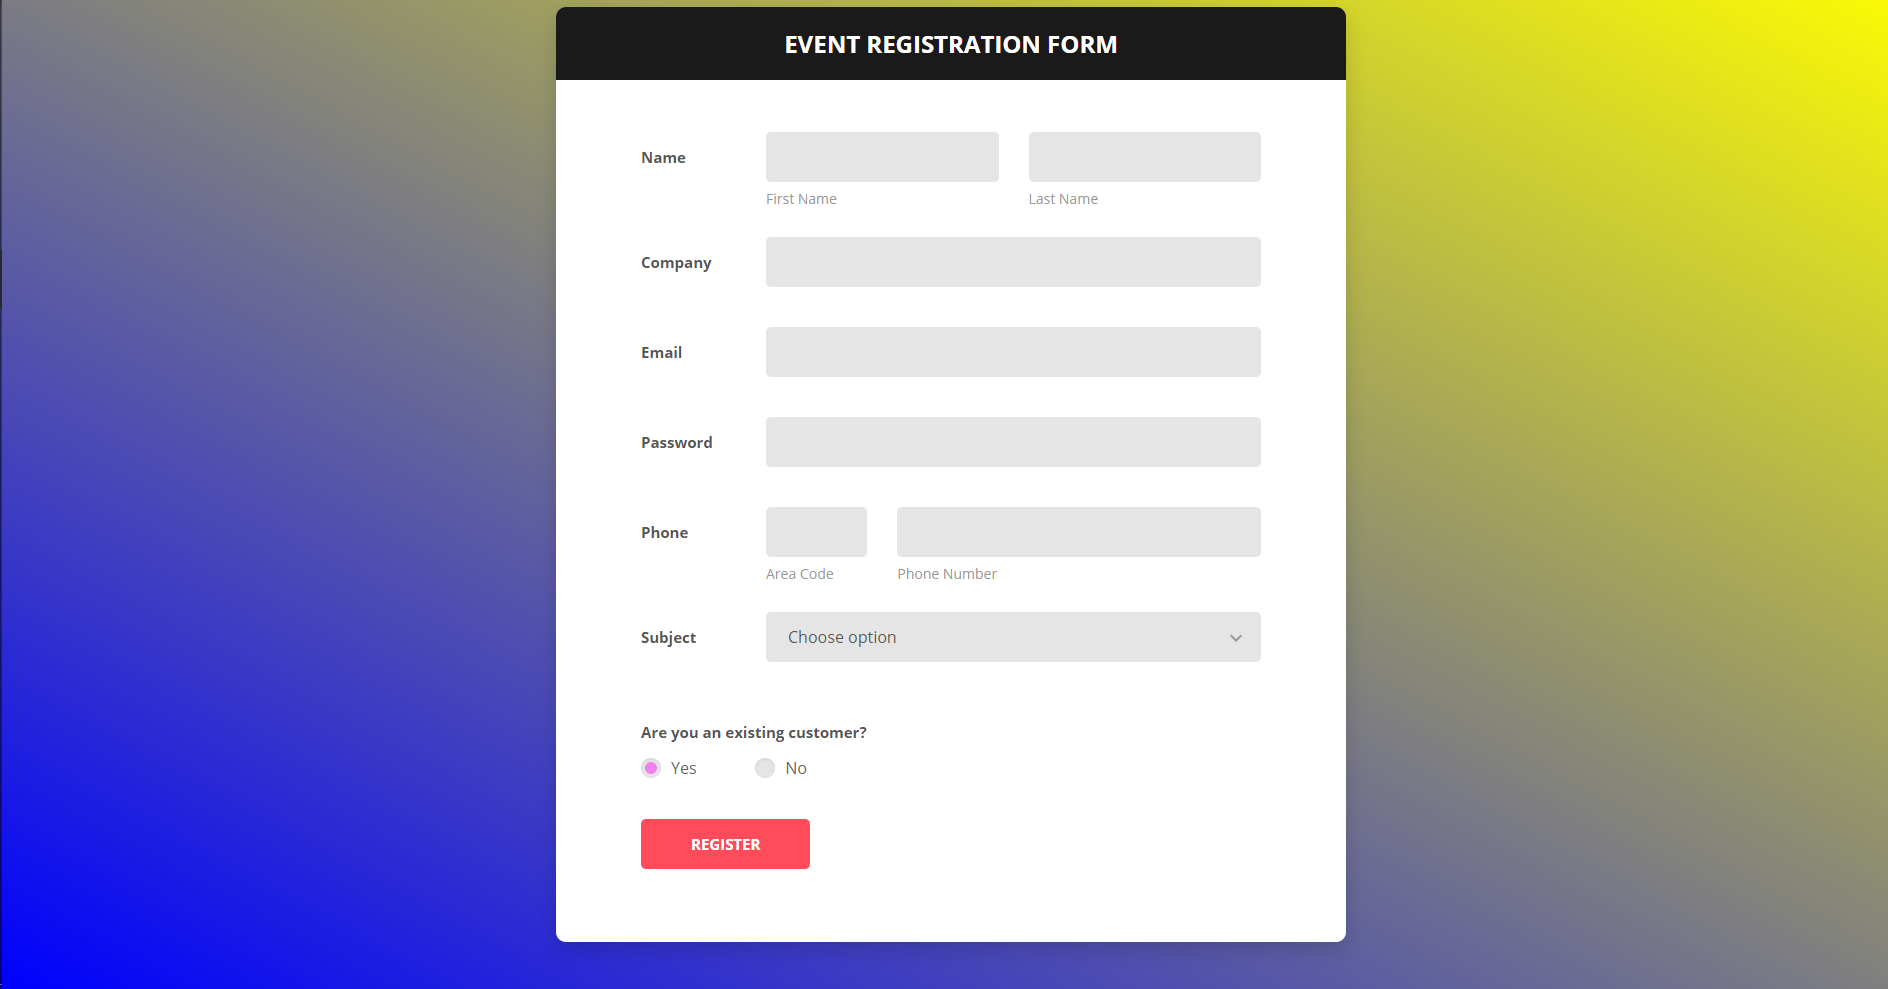 EVENT REGISTRATION FORM
Name
First Name
Last Name
Company
Email
Password
Phone
Area Code
Phone Number
Subject
Choose option
Are you an existing customer?
Yes
No
REGISTER